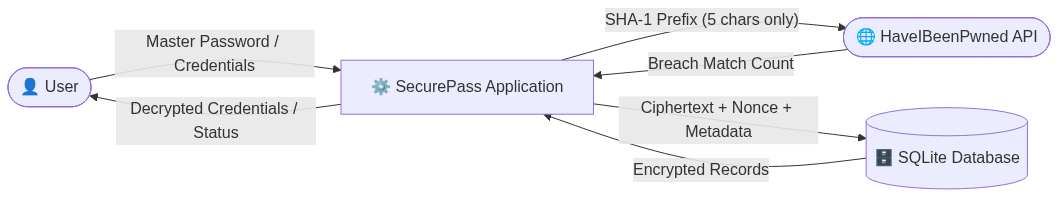 SHA-1 Prefix (5 chars only)
HaveIBeenPwned API
Master Password /
Credentials
Breach Match Count
User
SecurePass Application
Decrypted Credentials /
Status
Ciphertext + Nonce +
Metadata
SQLite Database
Encrypted Records